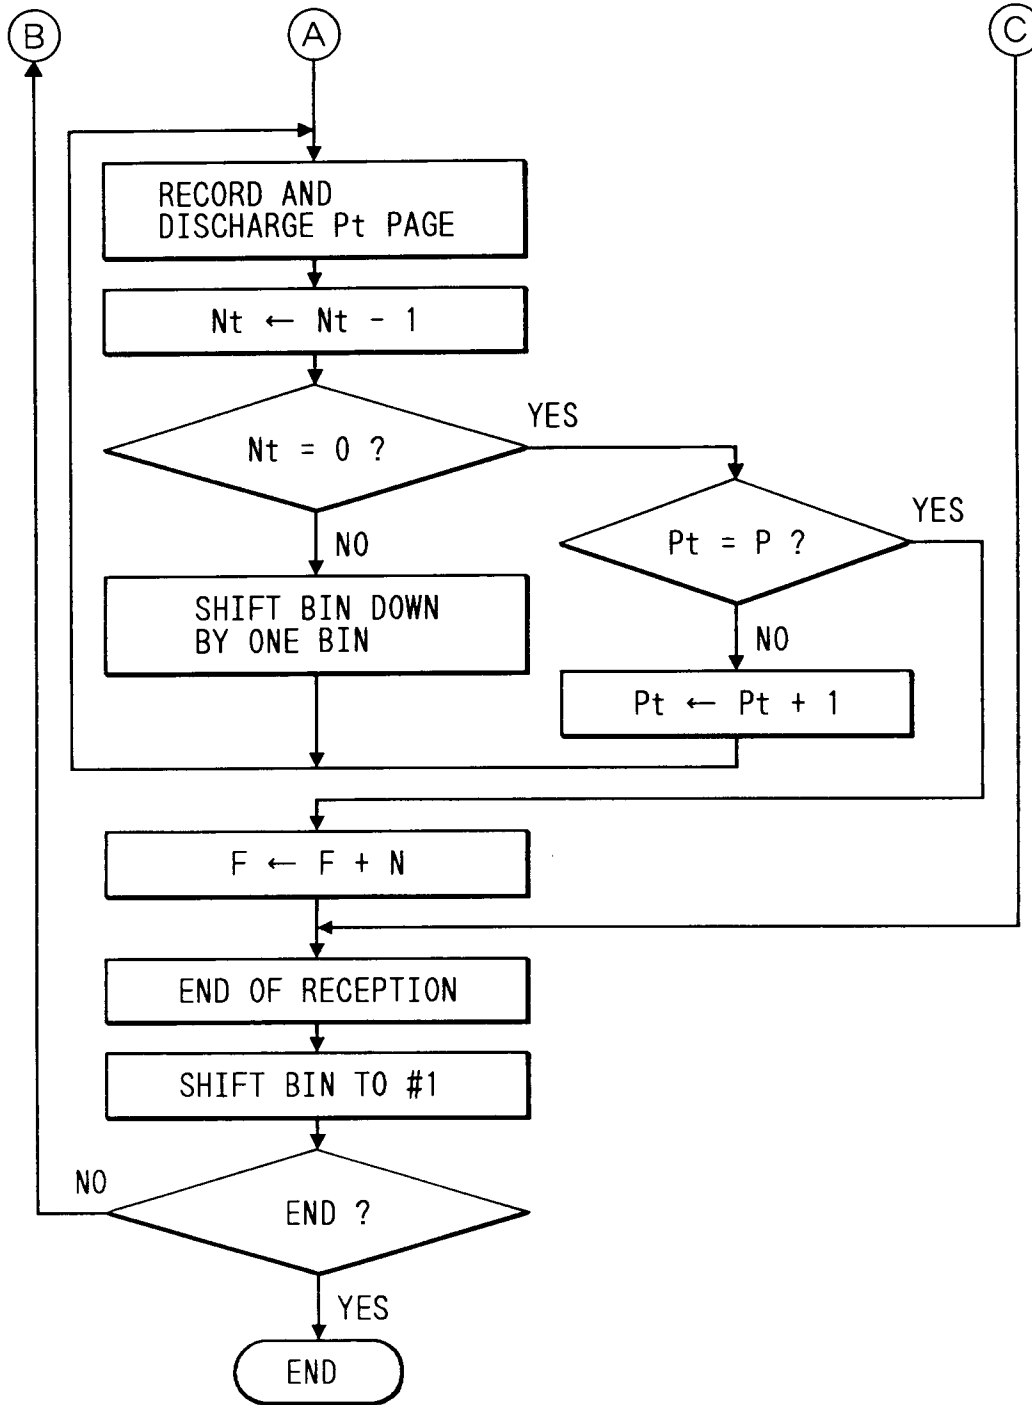 B
A
C
RECORD AND
DISCHARGE Pt PAGE
Nt ← Nt - 1
Nt = 0 ?
YES
NO
Pt = P ?
YES
NO
SHIFT BIN DOWN
BY ONE BIN
Pt ← Pt + 1
F ← F + N
END OF RECEPTION
SHIFT BIN TO #1
END ?
NO
YES
END